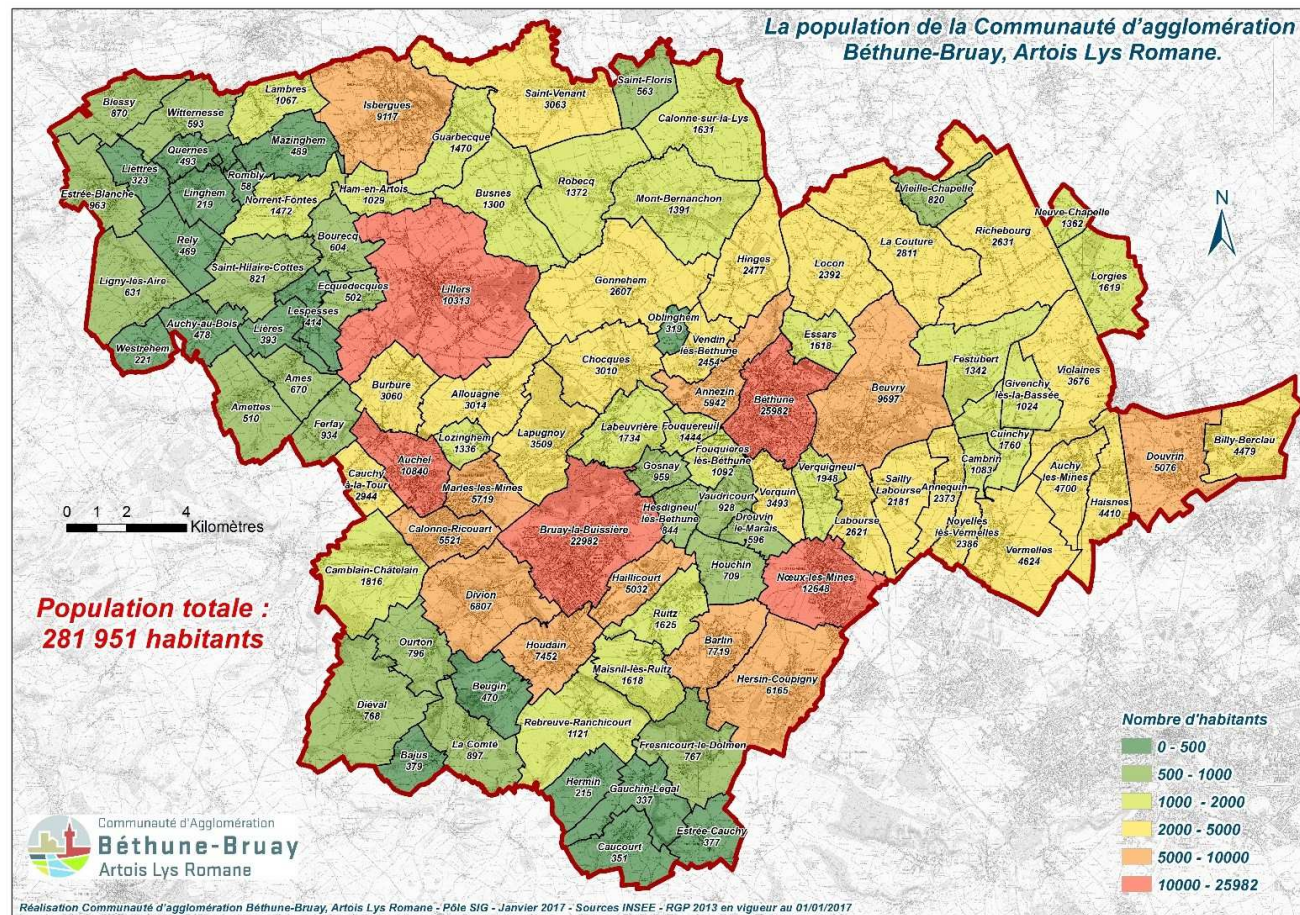 La population de la Communauté d'agglomération
Béthune-Bruay, Artois Lys Romane.
Blessy
870
Witternesse
593
Lambres
1067
Isbergues
9117
Saint-Venant
3063
Saint-Floris
563
Calonne-sur-la-Lys
1631
Guarbecque
1470
Mazinghem
489
Quernes
493
Liettres
323
Rombly
58
Linghem
219
Estrée-Blanche
963
Norrent-Fontes
1472
Ham-en-Artois
1029
Busnes
1300
Robecq
1372
Mont-Bernanchon
1391
Vieille-Chapelle
820
Neuve-Chapelle
1362
Richebourg
2631
La Couture
2811
Lorgies
1619
N
Rely
469
Bourecq
604
Saint-Hilaire-Cottes
821
Ligny-lès-Aire
631
Ecquedecques
502
Lillers
10313
Gonnehem
2607
Hinges
2477
Locon
2392
Lespesses
414
Auchy-au-Bois
478
Lières
393
Westrehem
221
Oblinghem
319
Vendin
lès-Béthune
2454
Essars
1618
Chocques
3010
Festubert
1342
Violaines
3676
Ames
670
Amettes
510
Ferfay
934
Burbure
3060
Allouagne
3014
Annezin
5942
Béthune
25982
Beuvry
9697
Givenchy
lès-la-Bassée
1024
Lozinghem
1336
Lapugnoy
3509
Labeuvrière
1734
Fouquereuil
1444
Fouquières
lès-Béthune
1092
Cuinchy
1760
Cambrin
1083
Douvrin
5076
Billy-Berclau
4479
Auchel
10840
Cauchy
à-la-Tour
2944
Marles-les-Mines
5719
Gosnay
959
Vaudricourt
928
Verquin
3493
Verquigneul
1948
Sailly
Labourse
2181
Annequin
2373
Auchy
les-Mines
4700
Haisnes
4410
Hesdigneul
lès-Béthune
844
Drouvin
le-Marais
596
Labourse
2621
Noyelles
lès-Vermelles
2386
Vermelles
4624
0 1 2 4
Kilomètres
Calonne-Ricouart
5521
Bruay-la-Buissière
22982
Camblain-Châtelain
1816
Haillicourt
5032
Houchin
709
Nœux-les-Mines
12648
Divion
6807
Ruitz
1625
Population totale :
281 951 habitants
Ourton
796
Houdain
7452
Barlin
7719
Maisnil-lès-Ruitz
1618
Hersin-Coupigny
6165
Beugin
470
Diéval
768
Rebreuve-Ranchicourt
1121
La Comté
897
Bajus
379
Fresnicourt-le-Dolmen
767
Hermin
215
Gauchin-Légal
337
Estrée-Cauchy
377
Caucourt
351
Nombre d'habitants
0 - 500
500 - 1000
1000 - 2000
2000 - 5000
5000 - 10000
10000 - 25982
Communauté d'Agglomération
Béthune-Bruay
Artois Lys Romane
Réalisation Communauté d'agglomération Béthune-Bruay, Artois Lys Romane - Pôle SIG - Janvier 2017 - Sources INSEE - RGP 2013 en vigueur au 01/01/2017